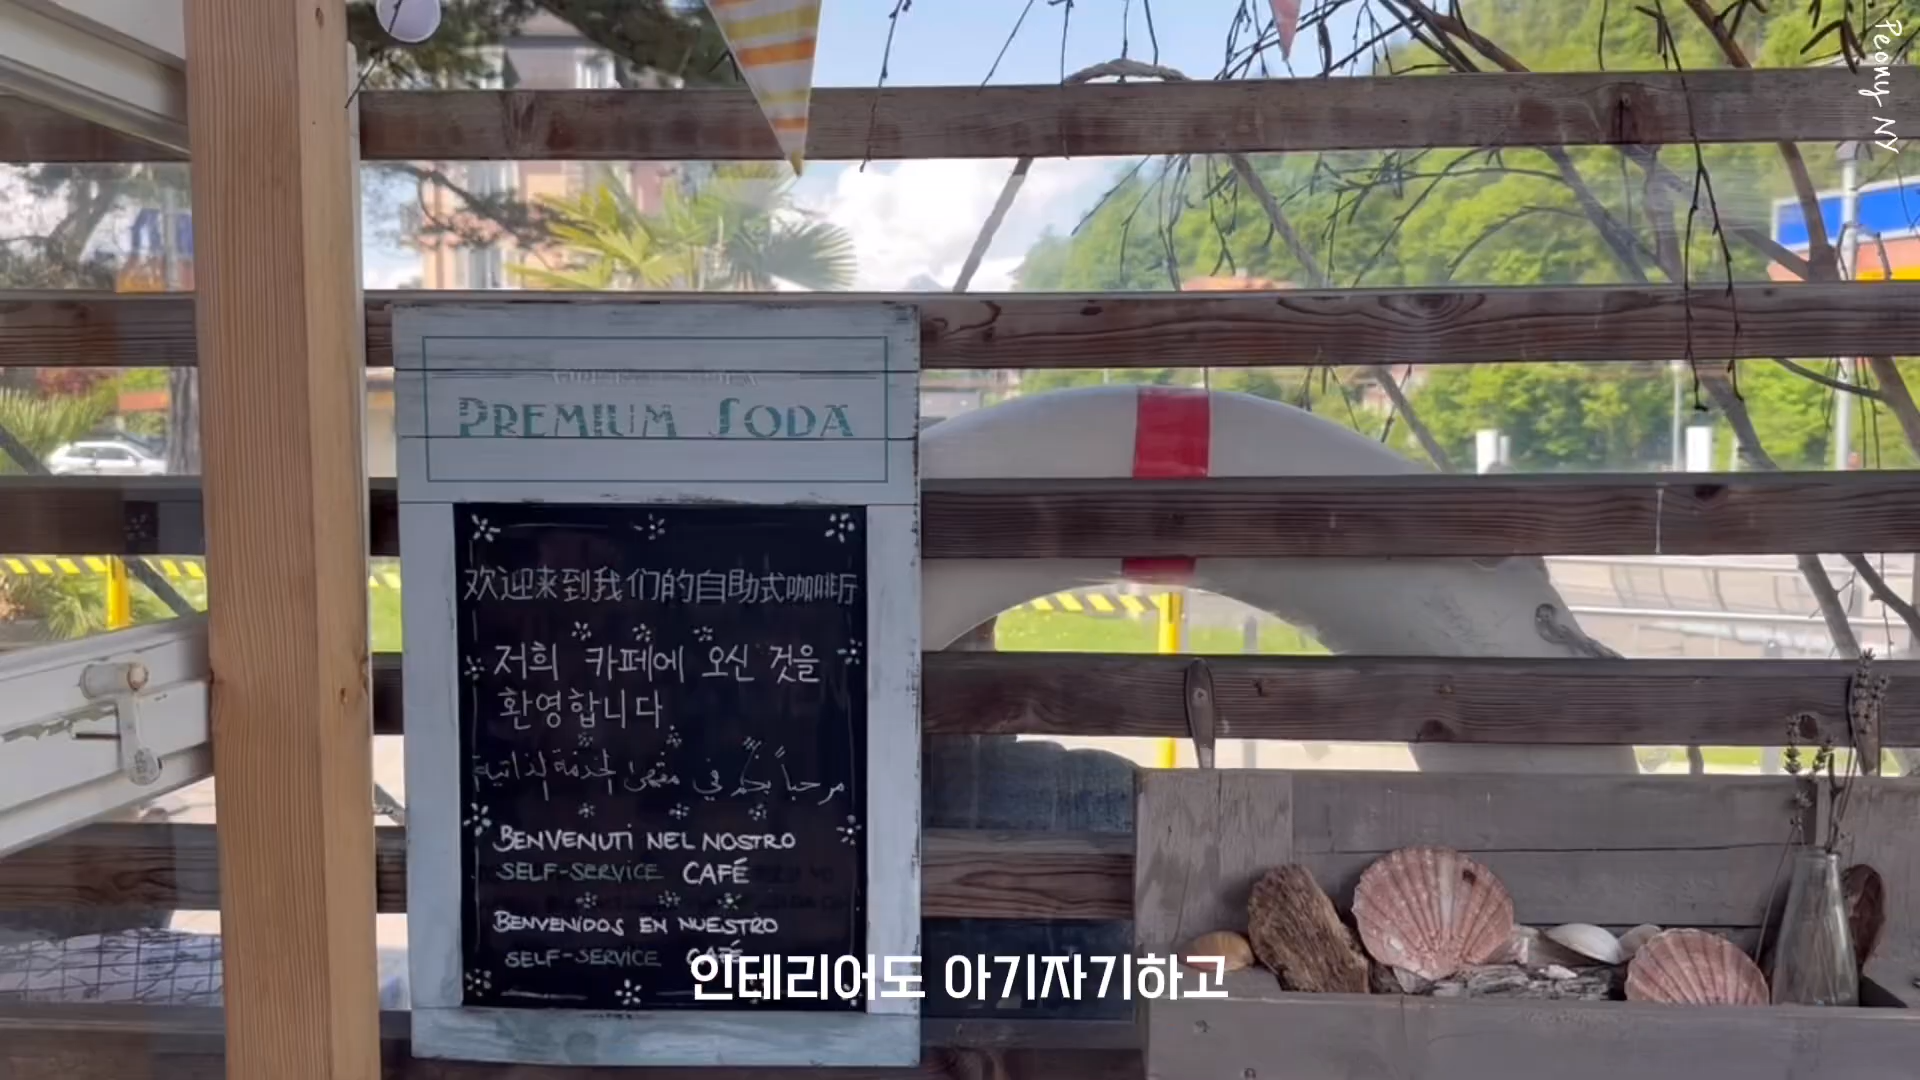 Peony NY
PREMIUM SODA
欢迎来到我们的自助式咖啡厅
저희 카페에 오신 것을
환영합니다
مرحباً بكم في مقهى الخدمة الذاتية
BENVENUTI NEL NOSTRO
SELF-SERVICE CAFÉ
BENVENIDOS EN NUESTRO
SELF-SERVICE CAFÉ
인테리어도 아기자기하고